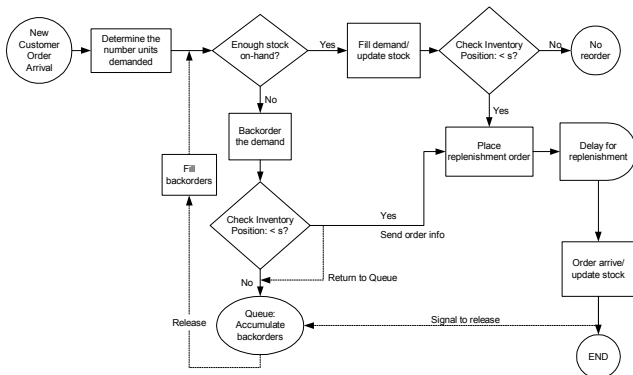 New
Customer
Order
Arrival
Determine the
number units
demanded
Enough stock
on-hand?
Yes
Fill demand/
update stock
Check Inventory
Position: < s?
No
No
reorder
No
Yes
Backorder
the demand
Place
replenishment order
Delay for
replenishment
Fill
backorders
Check Inventory
Position: < s?
Yes
Send order info
Order arrive/
update stock
No
Return to Queue
Release
Queue:
Accumulate
backorders
Signal to release
END